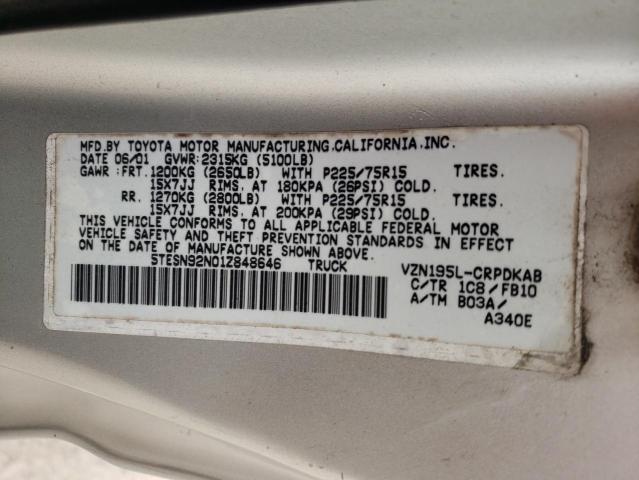 MFD.BY TOYOTA MOTOR MANUFACTURING,CALIFORNIA,INC.
DATE 06/01 GVWR:2315KG (5100LB)
GAWR:FRT.1200KG (2650LB) WITH P225/75R15 TIRES.
15X7JJ RIMS, AT 180KPA (26PSI) COLD.
RR. 1270KG (2800LB) WITH P225/75R15 TIRES.
15X7JJ RIMS, AT 200KPA (29PSI) COLD.
THIS VEHICLE CONFORMS TO ALL APPLICABLE FEDERAL MOTOR
VEHICLE SAFETY AND THEFT PREVENTION STANDARDS IN EFFECT
ON THE DATE OF MANUFACTURE SHOWN ABOVE.
5TESN92N01Z848646 TRUCK VZN195L-CRPDKAB
C/TR 1C8/FB10
A/TM B03A/
A340E